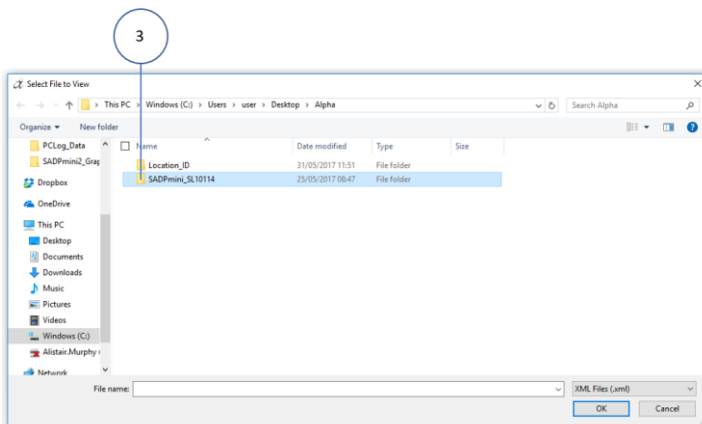 3
Select File to View
This PC > Windows (C:) > Users > user > Desktop > Alpha
Search Alpha
Organize
New folder
Name
Date modified
Type
Size
PCLog_Data
SADPmini2_Grap
Dropbox
OneDrive
This PC
Desktop
Documents
Downloads
Music
Pictures
Videos
Windows (C:)
Alistair.Murphy
Network
Location_ID 31/05/2017 11:51 File folder
SADPmini_SL10114 25/05/2017 08:47 File folder
File name:
XML Files (.xml)
OK
Cancel